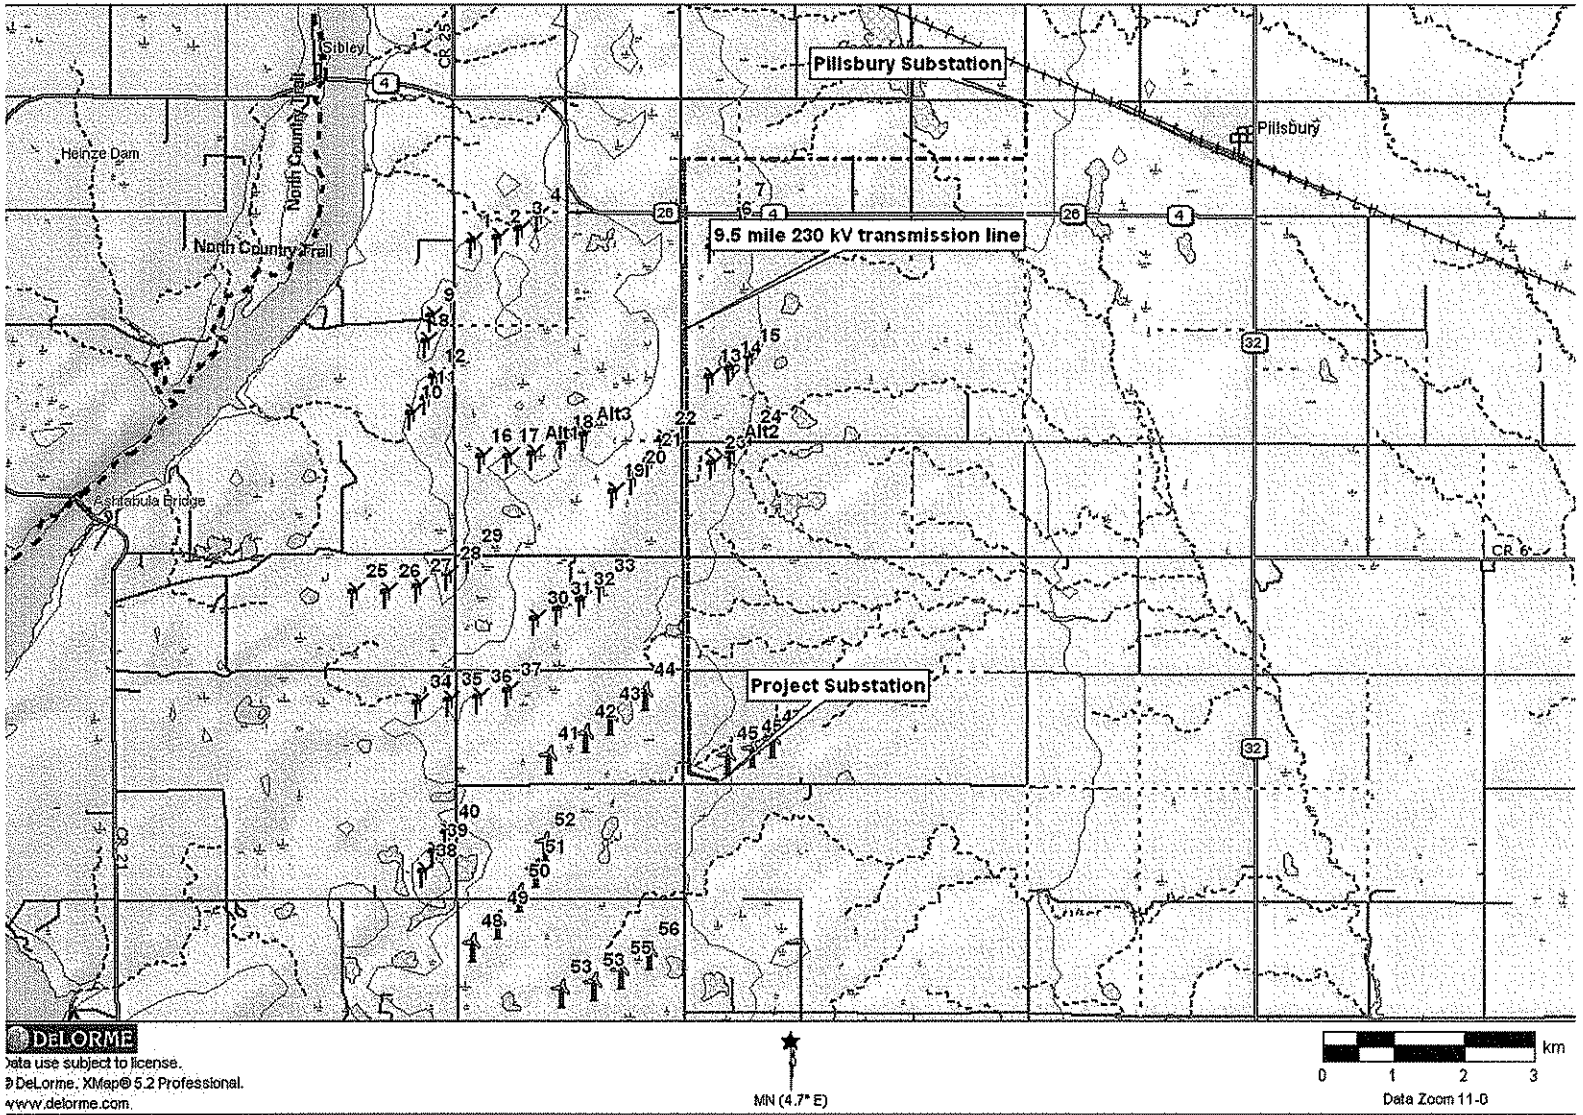 Sibley
CR 25
4
Pillsbury Substation
North Country Trail
Heinze Dam
Pillsbury
7
4
3
2
1
26
6
4
26
4
North Country Trail
9.5 mile 230 kV transmission line
9
8
32
15
14
13
12
11
10
Alt3
18
Alt1
17
16
22
21
20
19
24
Alt2
23
Ashtabula Bridge
29
28
27
26
25
33
32
31
30
CR 6
44
43
42
41
37
36
35
34
Project Substation
45
32
40
39
38
52
51
50
49
48
CR 21
56
55
53
53
DELORME
Data use subject to license.
© DeLorme. XMap® 5.2 Professional.
www.delorme.com
MN (4.7° E)
km
0 1 2 3
Data Zoom 11-0